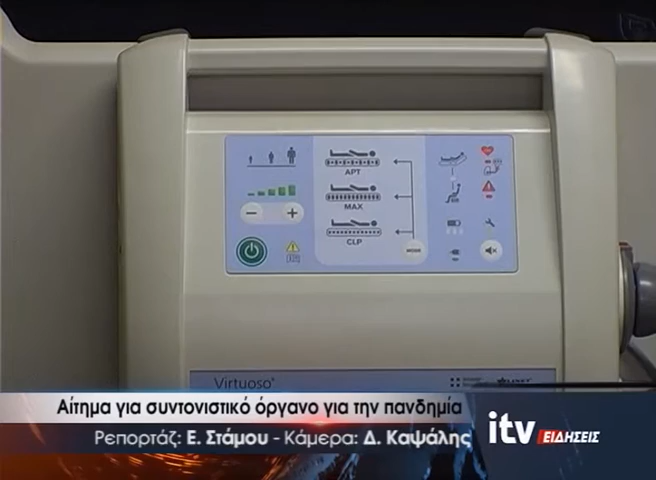 APT
MAX
CLP
MODE
Virtuoso®
Αίτημα για συντονιστικό όργανο για την πανδημία
Ρεπορτάζ: Ε. Στάμου - Κάμερα: Δ. Καψάλης
itv ΕΙΔΗΣΕΙΣ